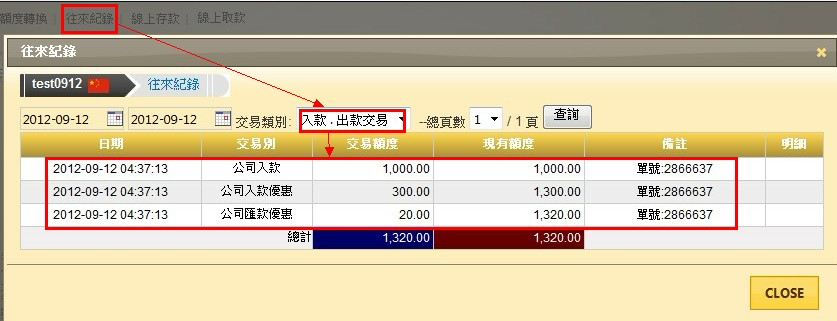 額度轉換 | 往來紀錄 | 線上存款 | 線上取款
往來紀錄 ×
test0912 往來紀錄
2012-09-12 2012-09-12 交易類別: 入款 . 出款交易 --總頁數 1 / 1 頁 查詢
日期 交易別 交易額度 現有額度 備註 明細
2012-09-12 04:37:13 公司入款 1,000.00 1,000.00 單號:2866637
2012-09-12 04:37:13 公司入款優惠 300.00 1,300.00 單號:2866637
2012-09-12 04:37:13 公司匯款優惠 20.00 1,320.00 單號:2866637
總計 1,320.00 1,320.00
CLOSE